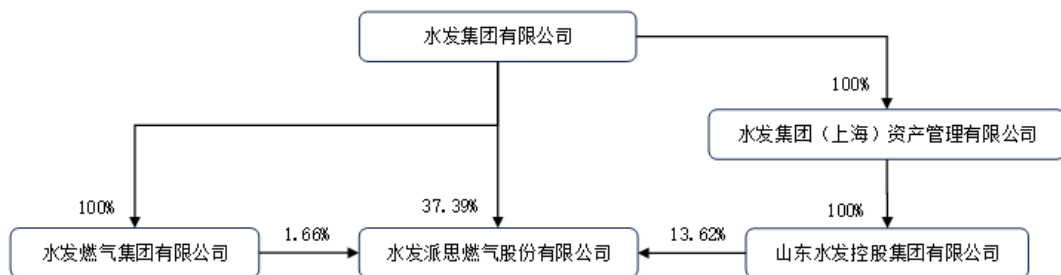 水发集团有限公司
100%
水发集团（上海）资产管理有限公司
100%
37.39%
100%
水发燃气集团有限公司
1.66%
水发派思燃气股份有限公司
13.62%
山东水发控股集团有限公司